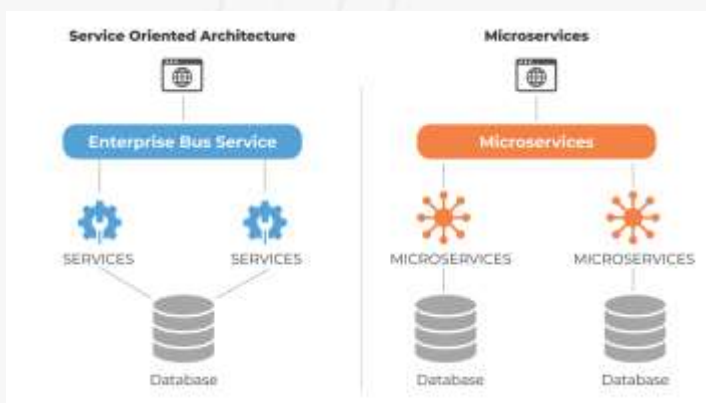 Service Oriented Architecture
Enterprise Bus Service
SERVICES SERVICES
Database
Microservices
Microservices
MICROSERVICES MICROSERVICES
Database Database